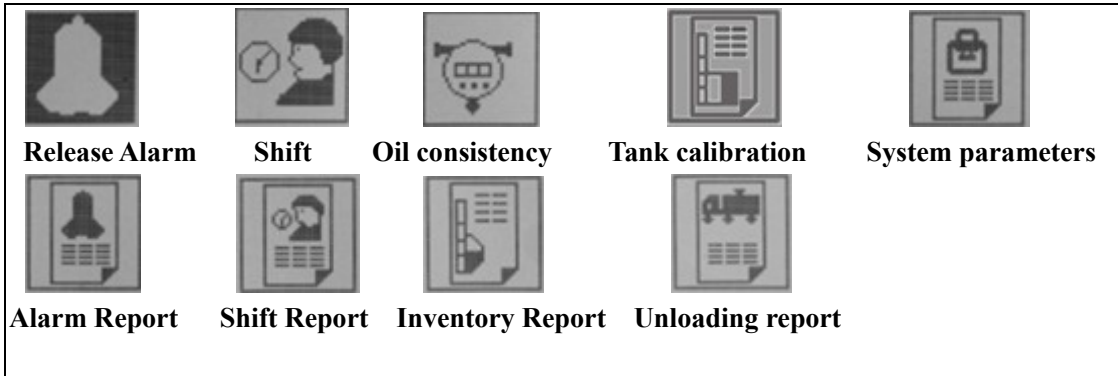 Release Alarm Shift Oil consistency Tank calibration System parameters
Alarm Report Shift Report Inventory Report Unloading report